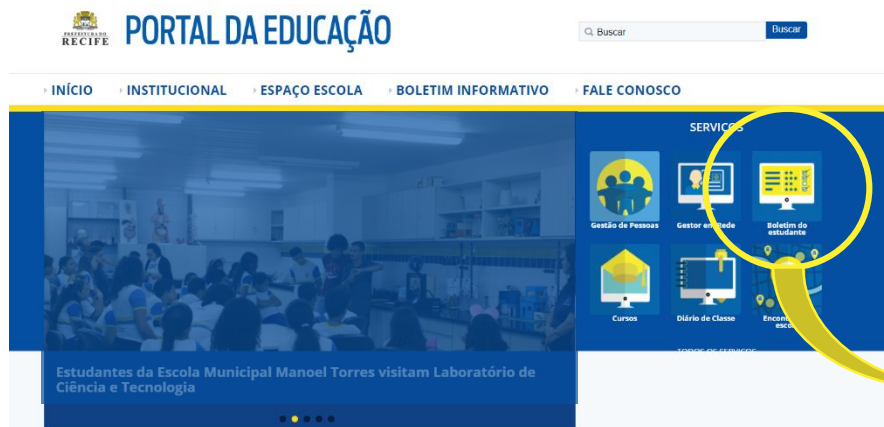 PREFEITURA DO
RECIFE
PORTAL DA EDUCAÇÃO
Buscar
Buscar
INÍCIO
INSTITUCIONAL
ESPAÇO ESCOLA
BOLETIM INFORMATIVO
FALE CONOSCO
SERVIÇOS
Gestão de Pessoas
Gestor em Rede
Boletim do
estudante
Cursos
Diário de Classe
Estudantes da Escola Municipal Manoel Torres visitam Laboratório de
Ciência e Tecnologia